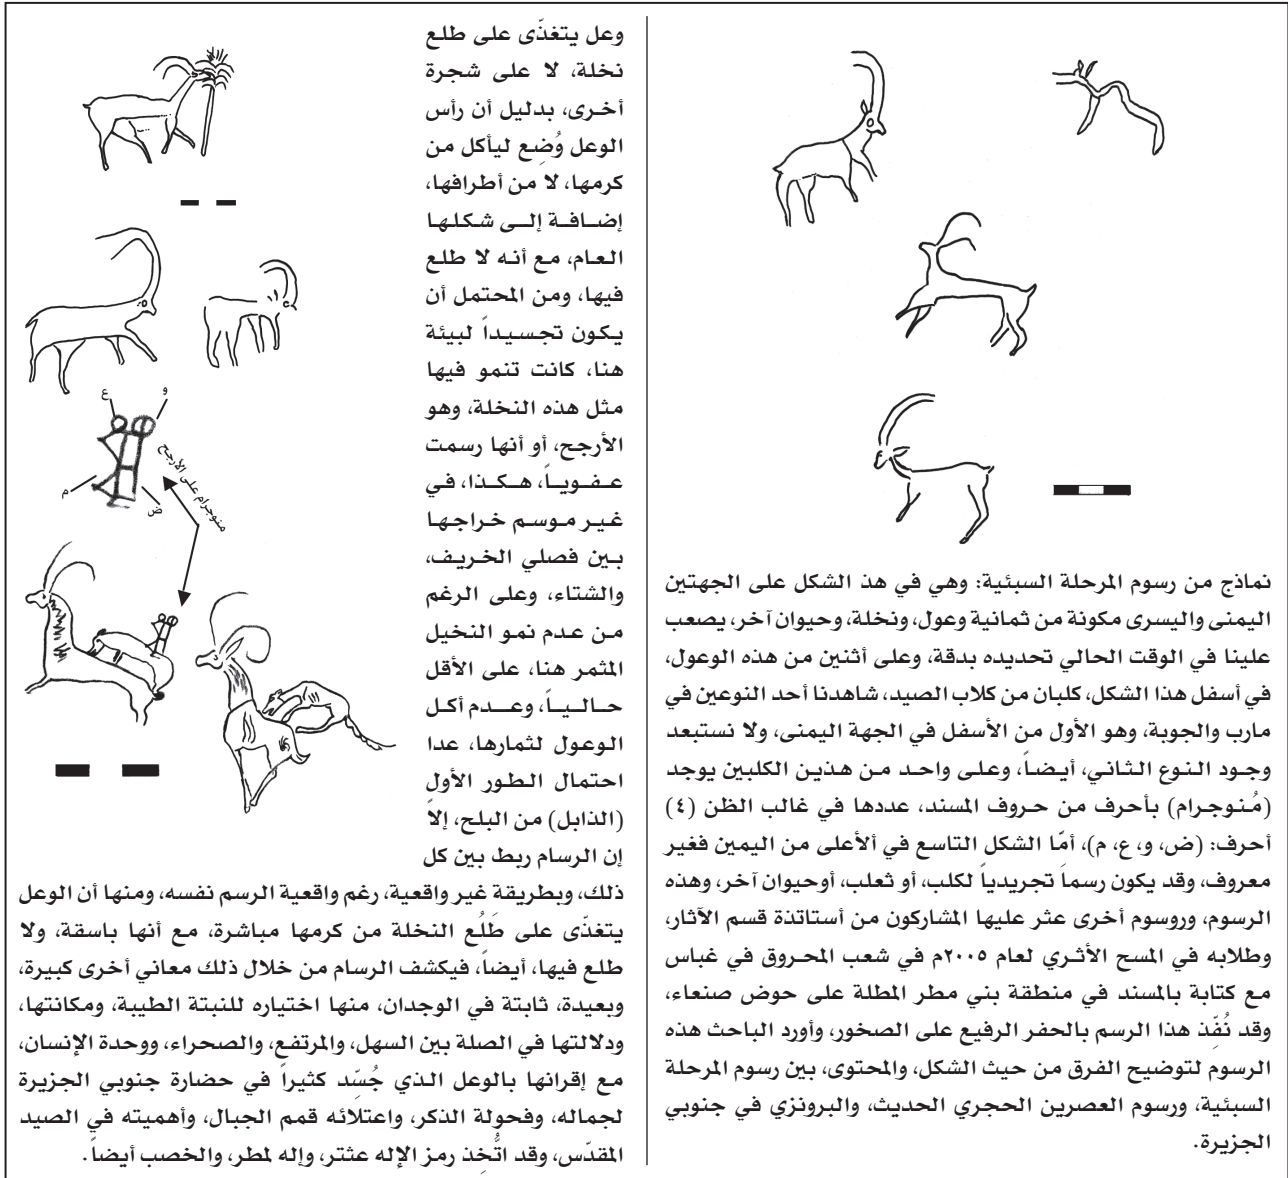 نماذج من رسوم المرحلة السبئية: وهي في هذ الشكل على الجهتين
اليمنى واليسرى مكونة من ثمانية وعول، ونخلة، وحيوان آخر، يصعب
علينا في الوقت الحالي تحديده بدقة، وعلى أثنين من هذه الوعول،
في أسفل هذا الشكل، كلبان من كلاب الصيد، شاهدنا أحد النوعين في
مارب والجوبة، وهو الأول من الأسفل في الجهة اليمنى، ولا نستبعد
وجود النوع الثاني، أيضاً، وعلى واحد من هذين الكلبين يوجد
(مُنوجرام) بأحرف من حروف المسند، عددها في غالب الظن (٤)
أحرف: (ض، و، ع، م)، أمّا الشكل التاسع في ألأعلى من اليمين فغير
معروف، وقد يكون رسماً تجريدياً لكلب، أو ثعلب، أوحيوان آخر، وهذه
الرسوم، وروسوم أخرى عثر عليها المشاركون من أستاتذة قسم الآثار،
وطلابه في المسح الأثري لعام ٢٠٠٥م في شعب المحروق في غباس
مع كتابة بالمسند في منطقة بني مطر المطلة على حوض صنعاء،
وقد نُفِّذ هذا الرسم بالحفر الرفيع على الصخور، وأورد الباحث هذه
الرسوم لتوضيح الفرق من حيث الشكل، والمحتوى، بين رسوم المرحلة
السبئية، ورسوم العصرين الحجري الحديث، والبرونزي في جنوبي
الجزيرة.
وعل يتغذّى على طلع
نخلة، لا على شجرة
أخرى، بدليل أن رأس
الوعل وُضِع ليأكل من
كرمها، لا من أطرافها،
إضافة إلى شكلها
العام، مع أنه لا طلع
فيها، ومن المحتمل أن
يكون تجسيداً لبيئة
هنا، كانت تنمو فيها
مثل هذه النخلة، وهو
الأرجح، أو أنها رسمت
عفوياً، هكذا، في
غير موسم خراجها
بين فصلي الخريف،
والشتاء، وعلى الرغم
من عدم نمو النخيل
المثمر هنا، على الأقل
حالياً، وعدم أكل
الوعول لثمارها، عدا
احتمال الطور الأول
(الذابل) من البلح، إلاّ
إن الرسام ربط بين كل
ذلك، وبطريقة غير واقعية، رغم واقعية الرسم نفسه، ومنها أن الوعل
يتغذّى على طَلْع النخلة من كرمها مباشرة، مع أنها باسقة، ولا
طلع فيها، أيضاً، فيكشف الرسام من خلال ذلك معاني أخرى كبيرة،
وبعيدة، ثابتة في الوجدان، منها اختياره للنبتة الطيبة، ومكانتها،
ودلالتها في الصلة بين السهل، والمرتفع، والصحراء، ووحدة الإنسان،
مع إقرانها بالوعل الذي جُسِّد كثيراً في حضارة جنوبي الجزيرة
لجماله، وفحولة الذكر، واعتلائه قمم الجبال، وأهميته في الصيد
المقدّس، وقد اتُّخِذ رمز الإله عثتر، وإله لمطر، والخصب أيضاً.
و
ع
م
ض
منوجرام على الأرجح